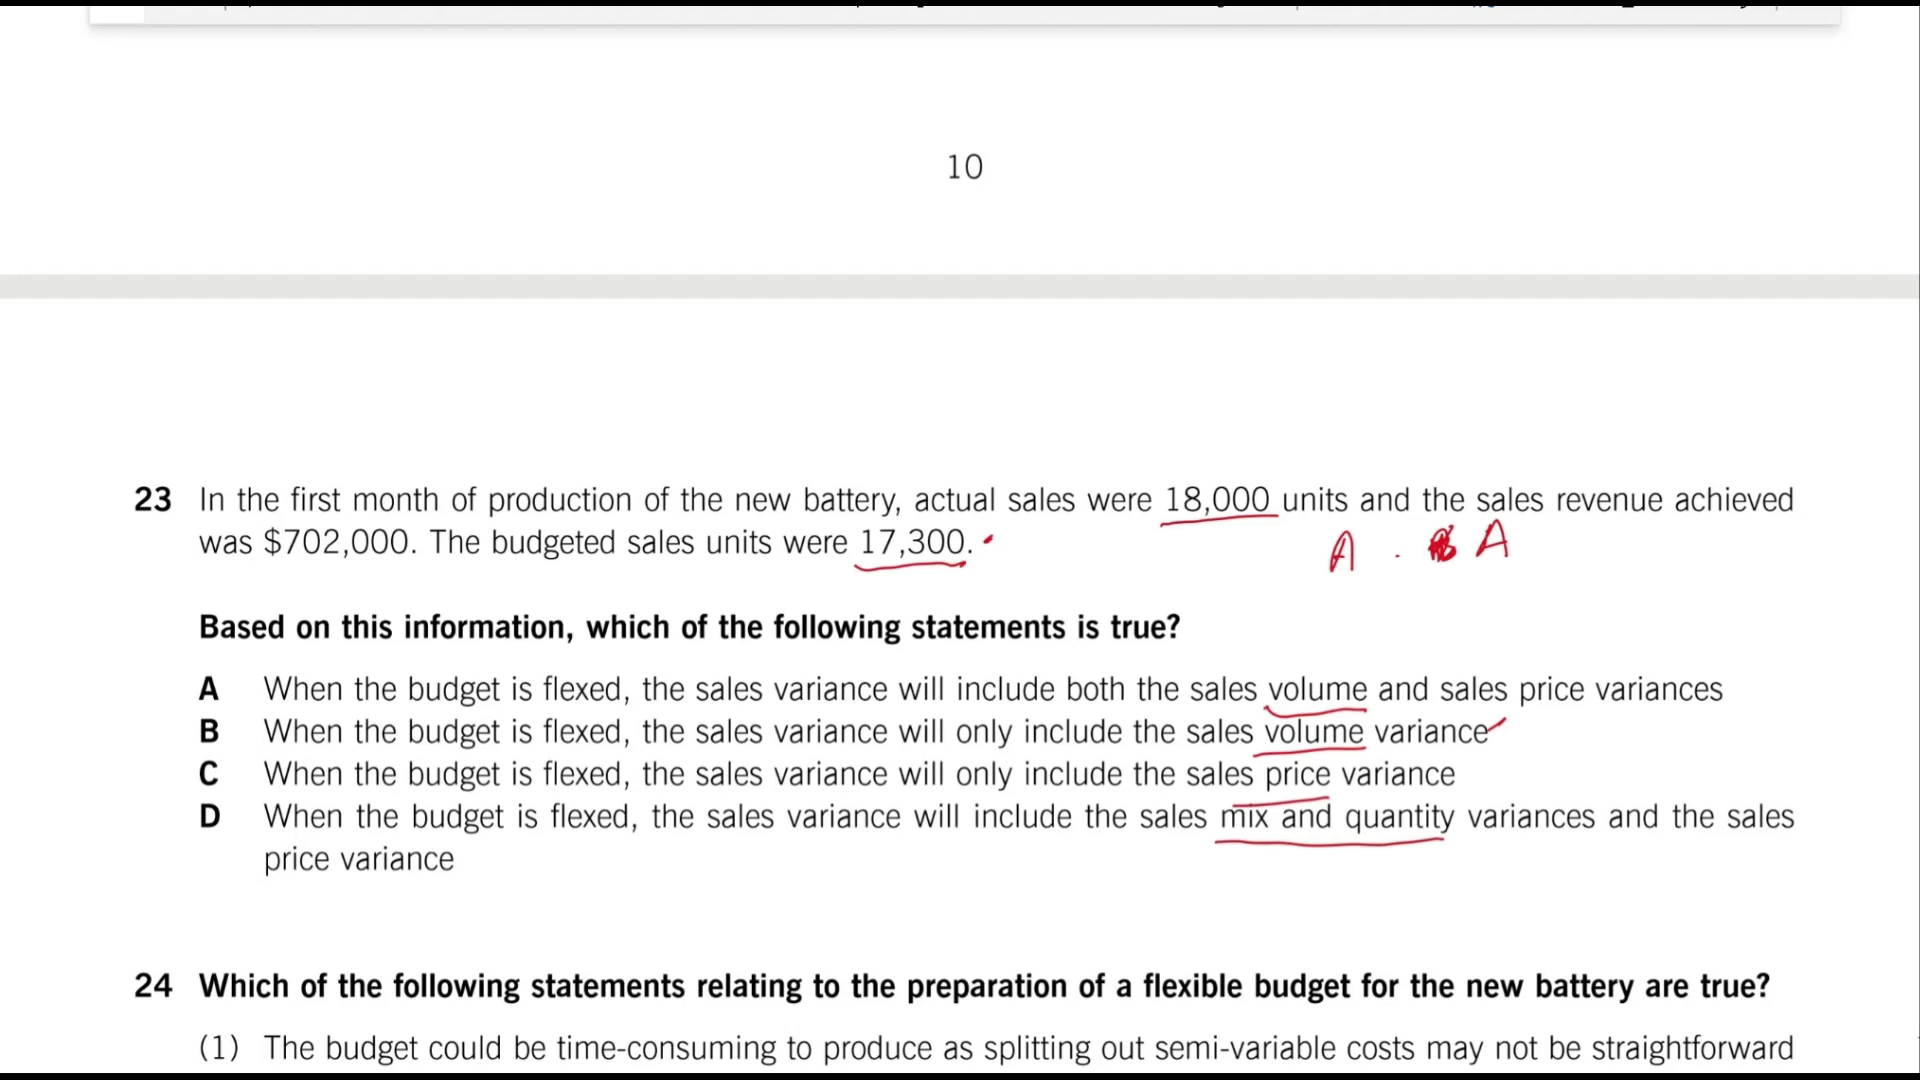 10
23 In the first month of production of the new battery, actual sales were 18,000 units and the sales revenue achieved
was $702,000. The budgeted sales units were 17,300.
A . A
Based on this information, which of the following statements is true?
A When the budget is flexed, the sales variance will include both the sales volume and sales price variances
B When the budget is flexed, the sales variance will only include the sales volume variance
C When the budget is flexed, the sales variance will only include the sales price variance
D When the budget is flexed, the sales variance will include the sales mix and quantity variances and the sales
price variance
24 Which of the following statements relating to the preparation of a flexible budget for the new battery are true?
(1) The budget could be time-consuming to produce as splitting out semi-variable costs may not be straightforward